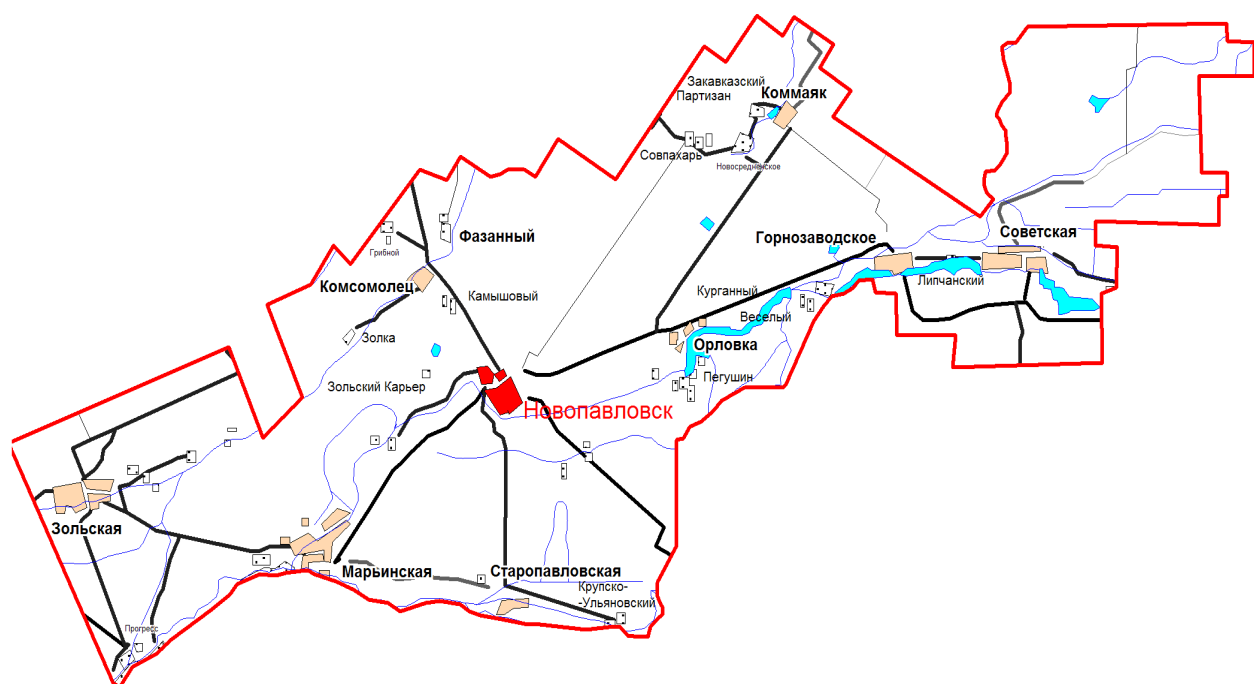 Закавказский
Партизан
Коммаяк
Совпахарь
Новосредненское
Фазанный
Грибной
Горнозаводское
Советская
Комсомолец
Камышовый
Курганный
Липчанский
Веселый
Золка
Орловка
Зольский Карьер
Пегушин
Новопавловск
Зольская
Марьинская
Старопавловская
Крупско-
-Ульяновский
Прогресс